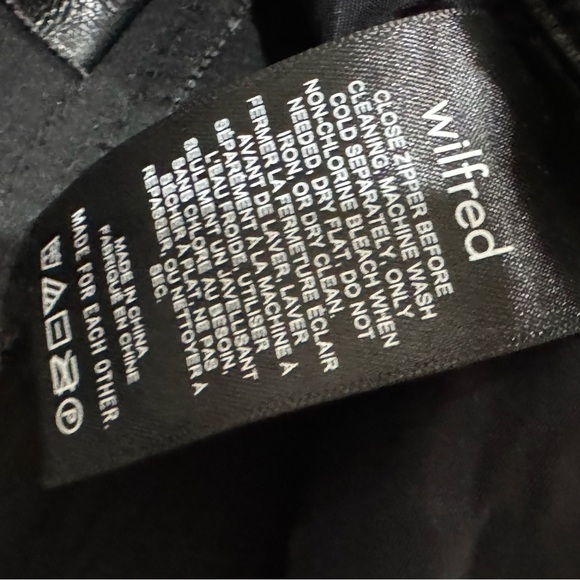 wilfred
CLOSE ZIPPER BEFORE
CLEANING. MACHINE WASH
COLD SEPARATELY. ONLY
NON-CHLORINE BLEACH WHEN
NEEDED. DRY FLAT. DO NOT
IRON. OR DRY CLEAN.
FERMER LA FERMETURE ÉCLAIR
AVANT DE LAVER. LAVER
SÉPARÉMENT À LA MACHINE À
L'EAU FROIDE. UTILISER
SEULEMENT UN JAVELLISANT
SANS CHLORE AU BESOIN.
SÉCHER À PLAT. NE PAS
REPASSER. OU NETTOYER À
SEC.
MADE IN CHINA
FABRIQUÉ EN CHINE
MADE FOR EACH OTHER.
P